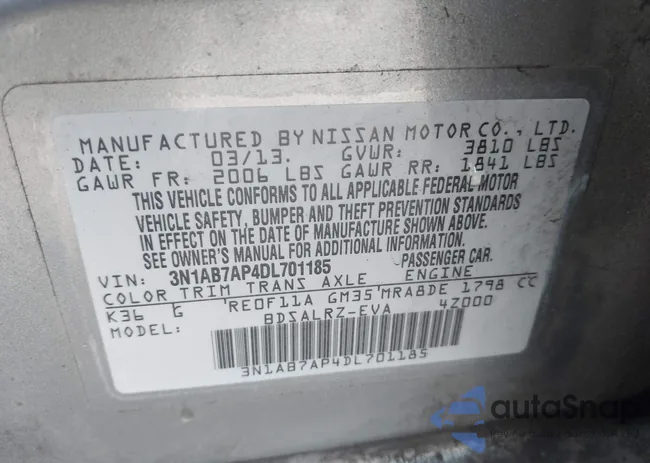 MANUFACTURED BY NISSAN MOTOR CO., LTD.
DATE: 03/13. GVWR: 3810 LBS
GAWR FR: 2006 LBS GAWR RR: 1841 LBS
THIS VEHICLE CONFORMS TO ALL APPLICABLE FEDERAL MOTOR
VEHICLE SAFETY, BUMPER AND THEFT PREVENTION STANDARDS
IN EFFECT ON THE DATE OF MANUFACTURE SHOWN ABOVE.
SEE OWNER'S MANUAL FOR ADDITIONAL INFORMATION.
VIN: 3N1AB7AP4DL701185 PASSENGER CAR.
COLOR TRIM TRANS AXLE ENGINE
K36 G RE0F11A GM35 MRA8DE 1798 CC
MODEL: BDSALRZ-EVA 4Z000
3N1AB7AP4DL701185
autoSnap